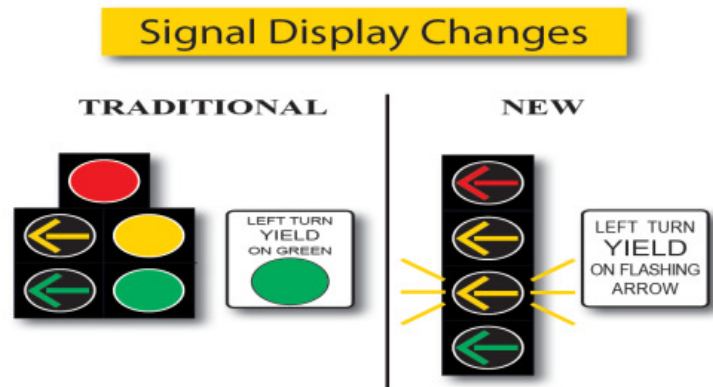 Signal Display Changes
TRADITIONAL
LEFT TURN
YIELD
ON GREEN
NEW
LEFT TURN
YIELD
ON FLASHING
ARROW